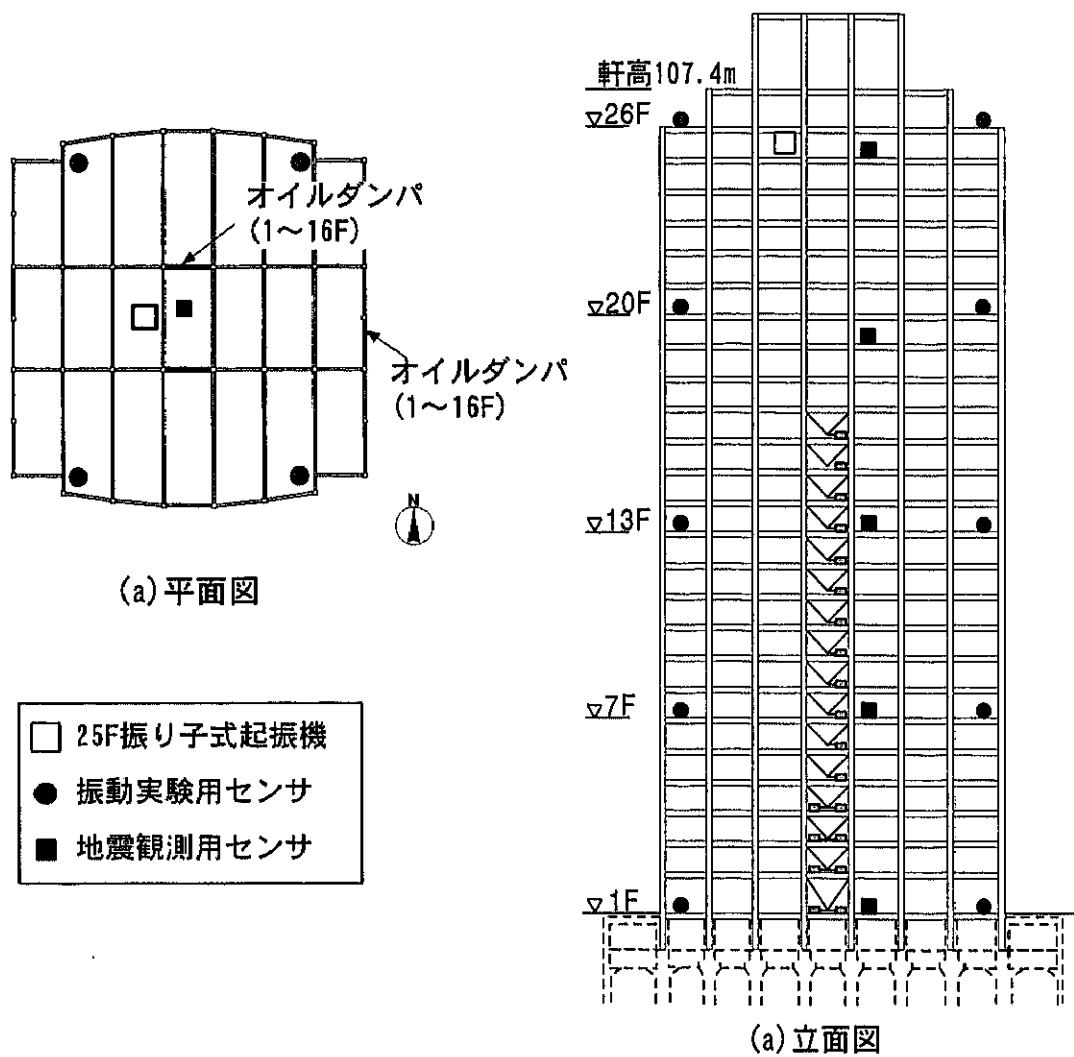 オイルダンパ
(1～16F)
オイルダンパ
(1～16F)
N
(a)平面図
25F振り子式起振機
振動実験用センサ
地震観測用センサ
軒高107.4m
▽26F
▽20F
▽13F
▽7F
▽1F
(a)立面図